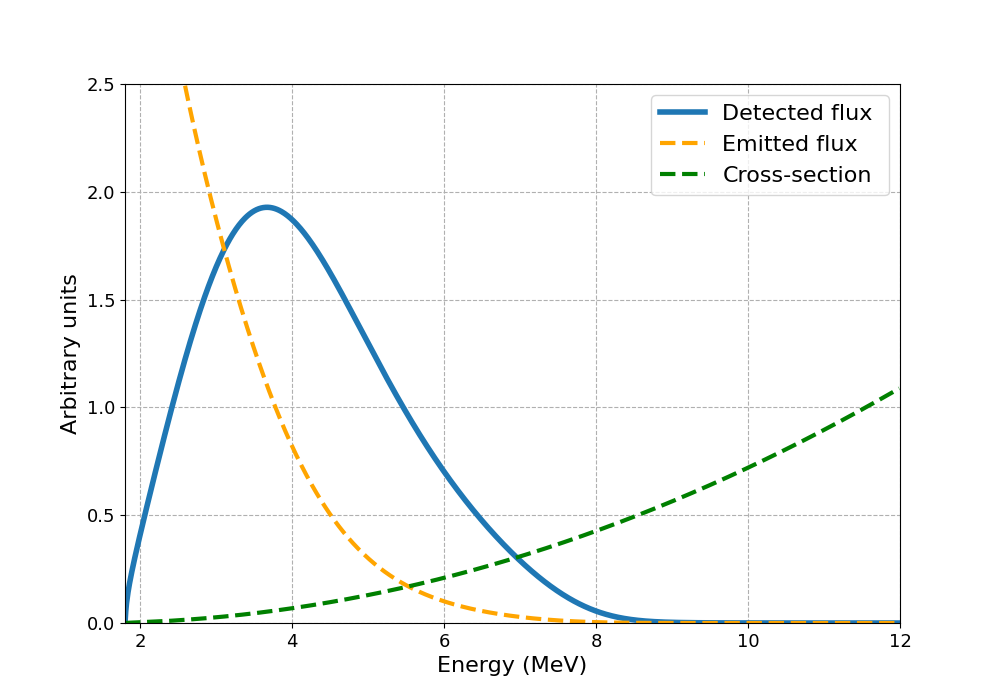 2.5
2.0
1.5
1.0
0.5
0.0
Arbitrary units
Detected flux
Emitted flux
Cross-section
2 4 6 8 10 12
Energy (MeV)